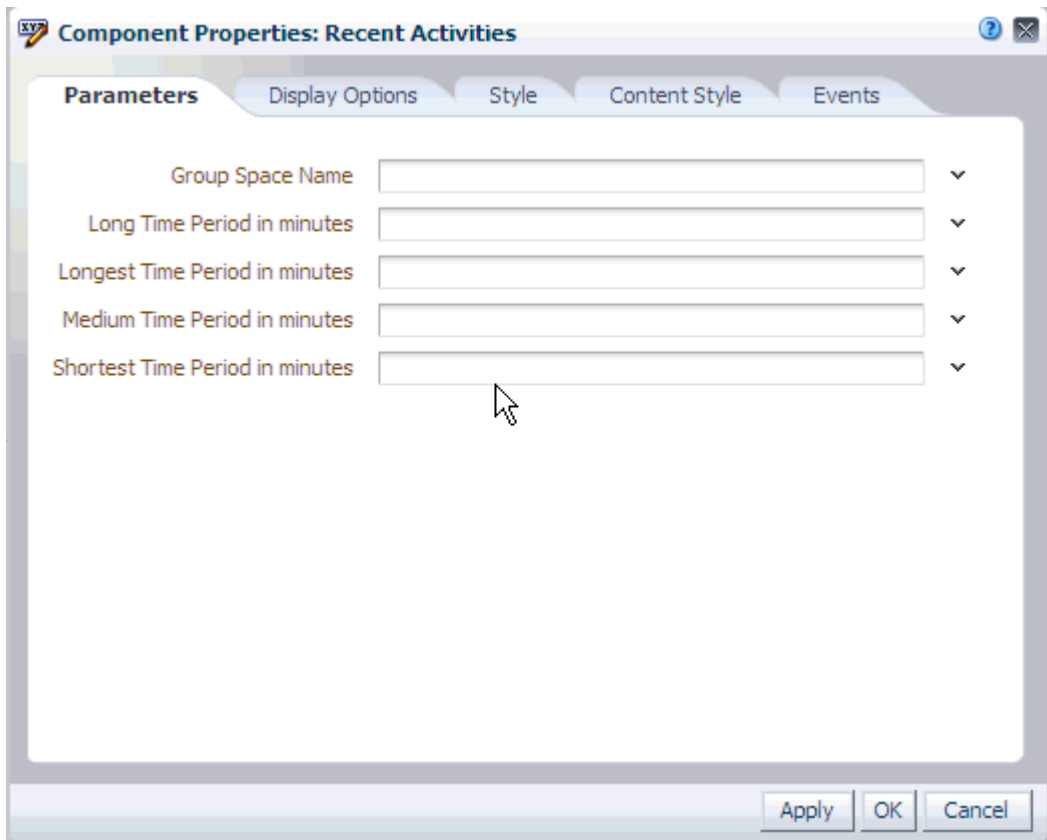 Component Properties: Recent Activities
Parameters Display Options Style Content Style Events
Group Space Name
Long Time Period in minutes
Longest Time Period in minutes
Medium Time Period in minutes
Shortest Time Period in minutes
Apply OK Cancel